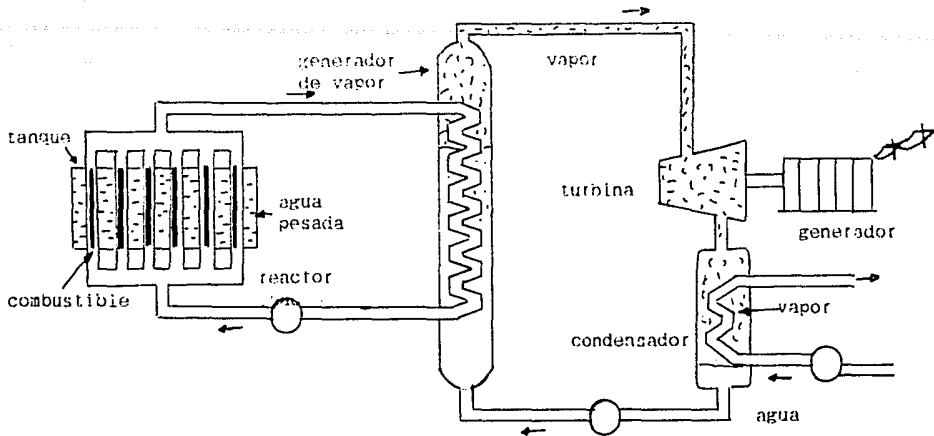 generador
de vapor
vapor
tanque
turbina
agua
pesada
generador
reactor
combustible
vapor
condensador
agua